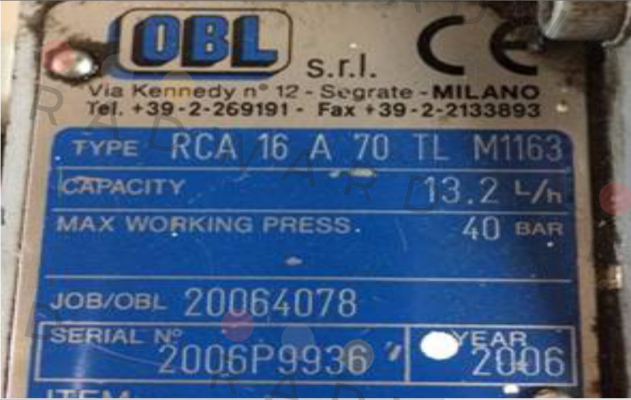 OBL s.r.l. CE
Via Kennedy n° 12 - Segrate - MILANO
Tel. +39-2-269191 - Fax +39-2-2133893
TYPE RCA 16 A 70 TL M1163
CAPACITY 13.2 L/h
MAX WORKING PRESS. 40 BAR
JOB/OBL 20064078
SERIAL N° 2006P9936
YEAR 2006
ITEM